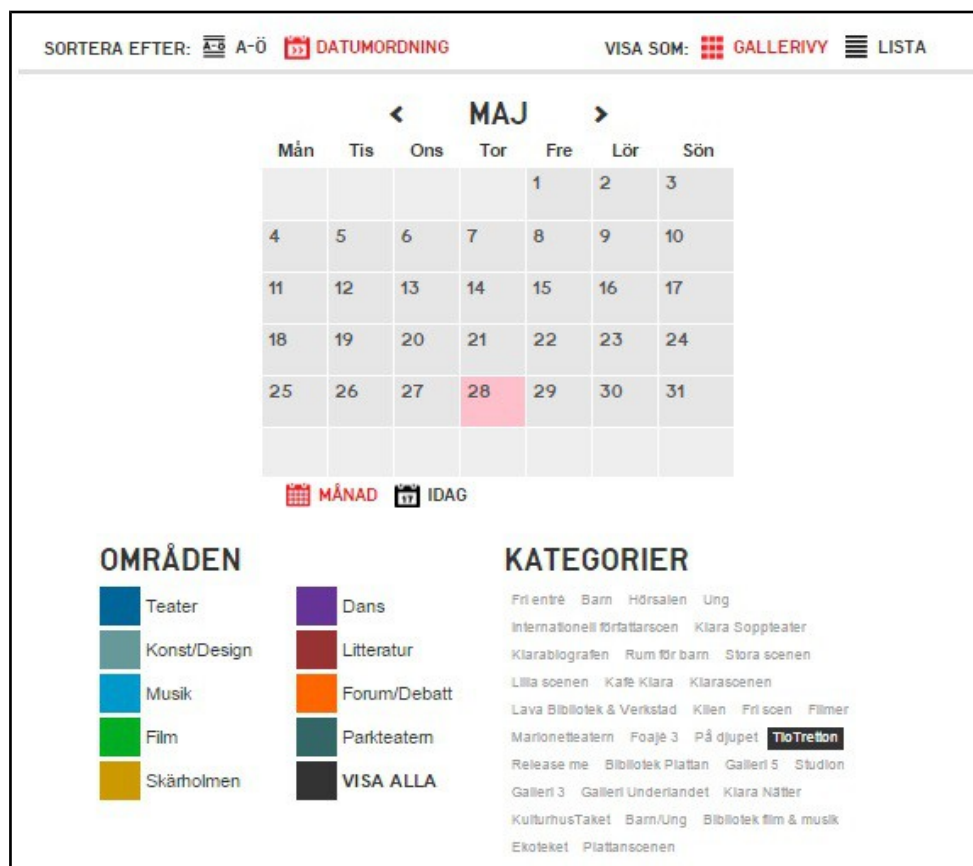 SORTERA EFTER: A-Ö A-Ö DATUMORDNING VISA SOM: GALLERIVY LISTA
< MAJ >
Mån Tis Ons Tor Fre Lör Sön
1 2 3
4 5 6 7 8 9 10
11 12 13 14 15 16 17
18 19 20 21 22 23 24
25 26 27 28 29 30 31
MÅNAD 17 IDAG
OMRÅDEN
Teater Dans
Konst/Design Litteratur
Musik Forum/Debatt
Film Parkteatern
Skärholmen VISA ALLA
KATEGORIER
Fri entré Barn Hörsalen Ung
Internationell författarscen Klara Soppteater
Klarabiografen Rum för barn Stora scenen
Lilla scenen Kafé Klara Klarascenen
Lava Bibliotek & Verkstad Kilen Fri scen Filmer
Marionetteatern Foajé 3 På djupet TioTretton
Release me Bibliotek Plattan Galleri 5 Studion
Galleri 3 Galleri Underlandet Klara Nätter
KulturhusTaket Barn/Ung Bibliotek film & musik
Ekoteket Plattanscenen